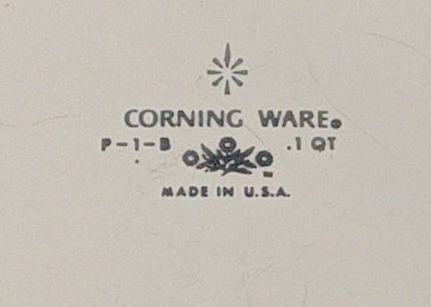 CORNING WARE®
P-1-B .1 QT
MADE IN U.S.A.